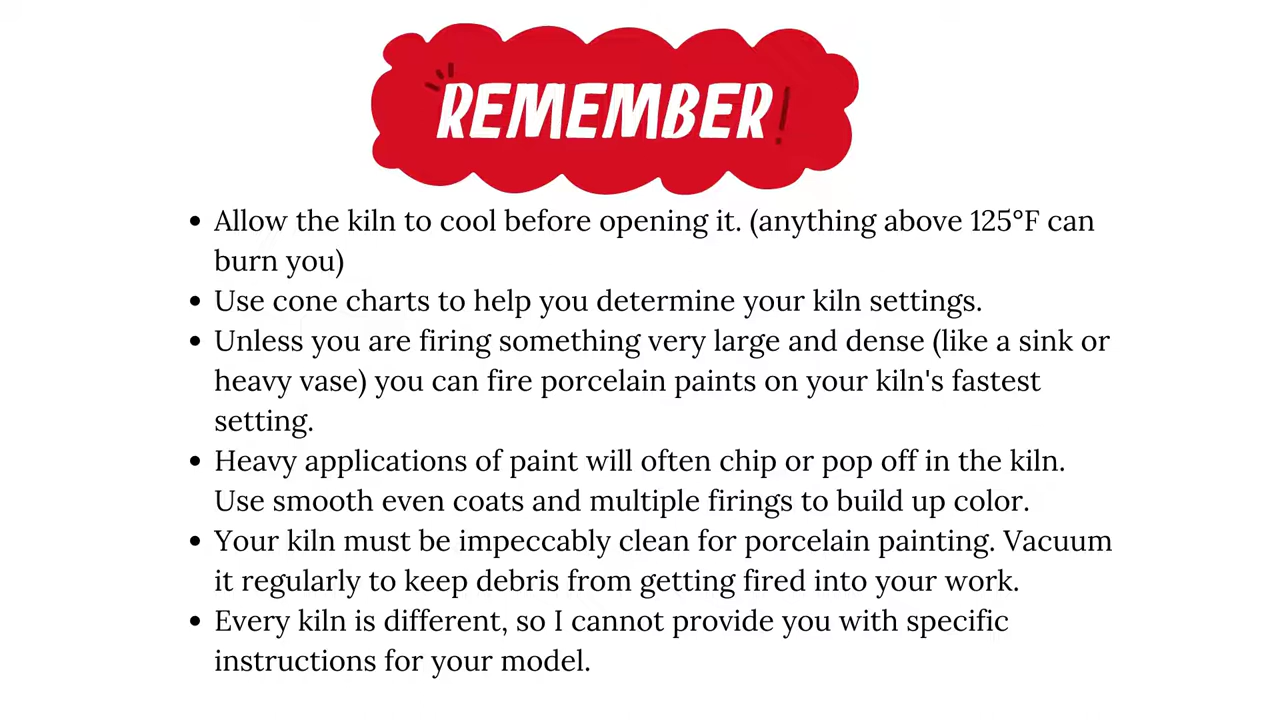 REMEMBER!
• Allow the kiln to cool before opening it. (anything above 125°F can
burn you)
• Use cone charts to help you determine your kiln settings.
• Unless you are firing something very large and dense (like a sink or
heavy vase) you can fire porcelain paints on your kiln's fastest
setting.
• Heavy applications of paint will often chip or pop off in the kiln.
Use smooth even coats and multiple firings to build up color.
• Your kiln must be impeccably clean for porcelain painting. Vacuum
it regularly to keep debris from getting fired into your work.
• Every kiln is different, so I cannot provide you with specific
instructions for your model.